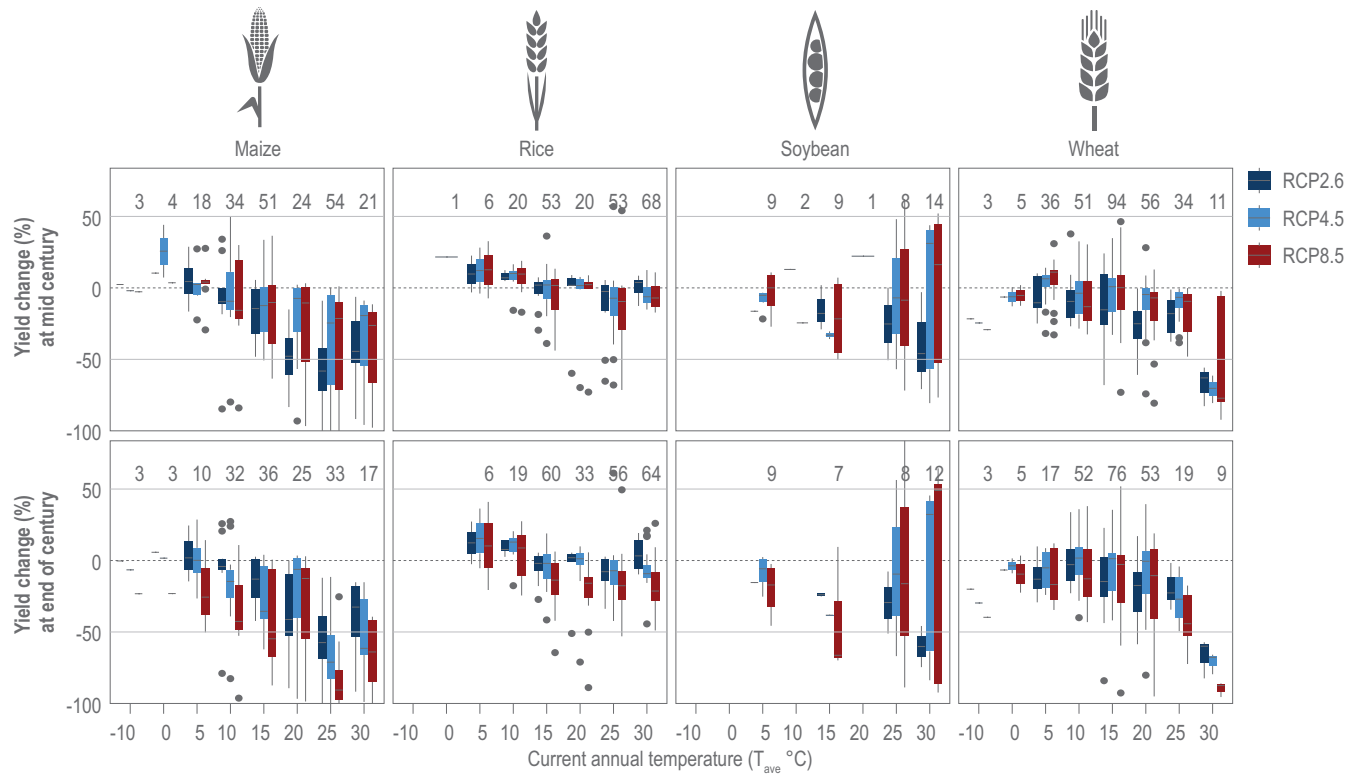 Maize Rice Soybean Wheat
RCP2.6
RCP4.5
RCP8.5
Yield change (%)
at mid century
50
0
-50
-100
3 4 18 34 51 24 54 21
1 6 20 53 20 53 68
9 2 9 1 8 14
3 5 36 51 94 56 34 11
Yield change (%)
at end of century
50
0
-50
-100
3 3 10 32 36 25 33 17
6 19 60 33 56 64
9 7 8 12
3 5 17 52 76 53 19 9
-10 0 5 10 15 20 25 30
-10 0 5 10 15 20 25 30
-10 0 5 10 15 20 25 30
-10 0 5 10 15 20 25 30
Current annual temperature (Tave °C)